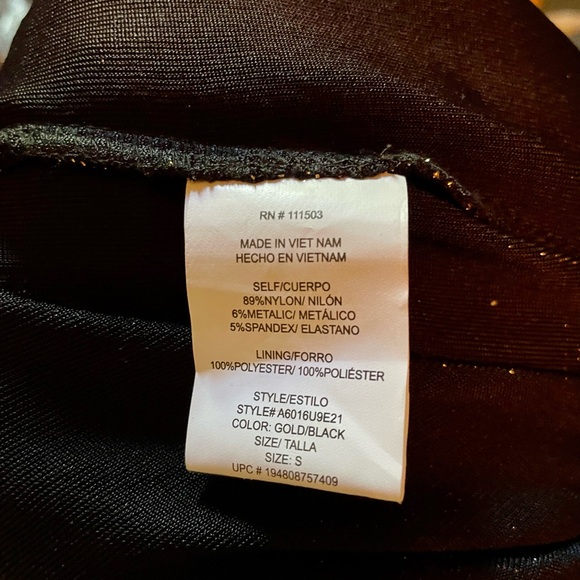 RN # 111503
MADE IN VIET NAM
HECHO EN VIETNAM
SELF/CUERPO
89%NYLON/ NILÓN
6%METALIC/ METÁLICO
5%SPANDEX/ ELASTANO
LINING/FORRO
100%POLYESTER/ 100%POLIÉSTER
STYLE/ESTILO
STYLE# A6016U9E21
COLOR: GOLD/BLACK
SIZE/ TALLA
SIZE: S
UPC # 194808757409